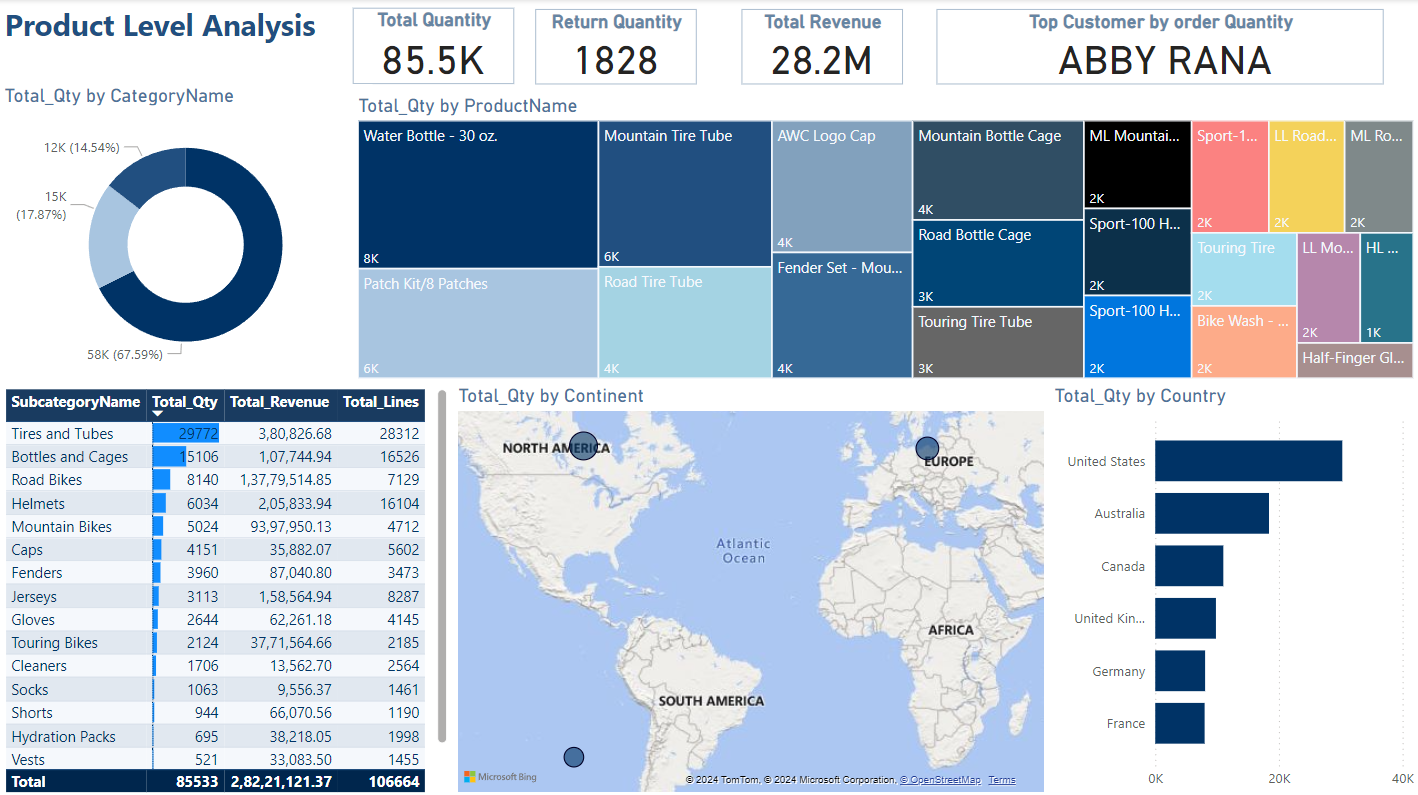 Product Level Analysis
Total Quantity
85.5K
Return Quantity
1828
Total Revenue
28.2M
Top Customer by order Quantity
ABBY RANA
Total_Qty by CategoryName
12K (14.54%)
15K
(17.87%)
58K (67.59%)
Total_Qty by ProductName
Water Bottle - 30 oz.
8K
Patch Kit/8 Patches
6K
Mountain Tire Tube
6K
Road Tire Tube
4K
AWC Logo Cap
4K
Fender Set - Mou...
4K
Mountain Bottle Cage
4K
Road Bottle Cage
3K
Touring Tire Tube
3K
ML Mountai...
2K
Sport-100 H...
2K
Sport-100 H...
2K
Sport-1...
2K
LL Road...
2K
ML Ro...
2K
Touring Tire
2K
Bike Wash - ...
2K
LL Mo...
2K
HL ...
1K
Half-Finger Gl...
SubcategoryName Total_Qty Total_Revenue Total_Lines
Tires and Tubes 29772 3,80,826.68 28312
Bottles and Cages 15106 1,07,744.94 16526
Road Bikes 8140 1,37,79,514.85 7129
Helmets 6034 2,05,833.94 16104
Mountain Bikes 5024 93,97,950.13 4712
Caps 4151 35,882.07 5602
Fenders 3960 87,040.80 3473
Jerseys 3113 1,58,564.94 8287
Gloves 2644 62,261.18 4145
Touring Bikes 2124 37,71,564.66 2185
Cleaners 1706 13,562.70 2564
Socks 1063 9,556.37 1461
Shorts 944 66,070.56 1190
Hydration Packs 695 38,218.05 1998
Vests 521 33,083.50 1455
Total 85533 2,82,21,121.37 106664
Total_Qty by Continent
NORTH AMERICA
EUROPE
Atlantic
Ocean
AFRICA
SOUTH AMERICA
Microsoft Bing
© 2024 TomTom, © 2024 Microsoft Corporation, © OpenStreetMap Terms
Total_Qty by Country
United States
Australia
Canada
United Kin...
Germany
France
0K 20K 40K